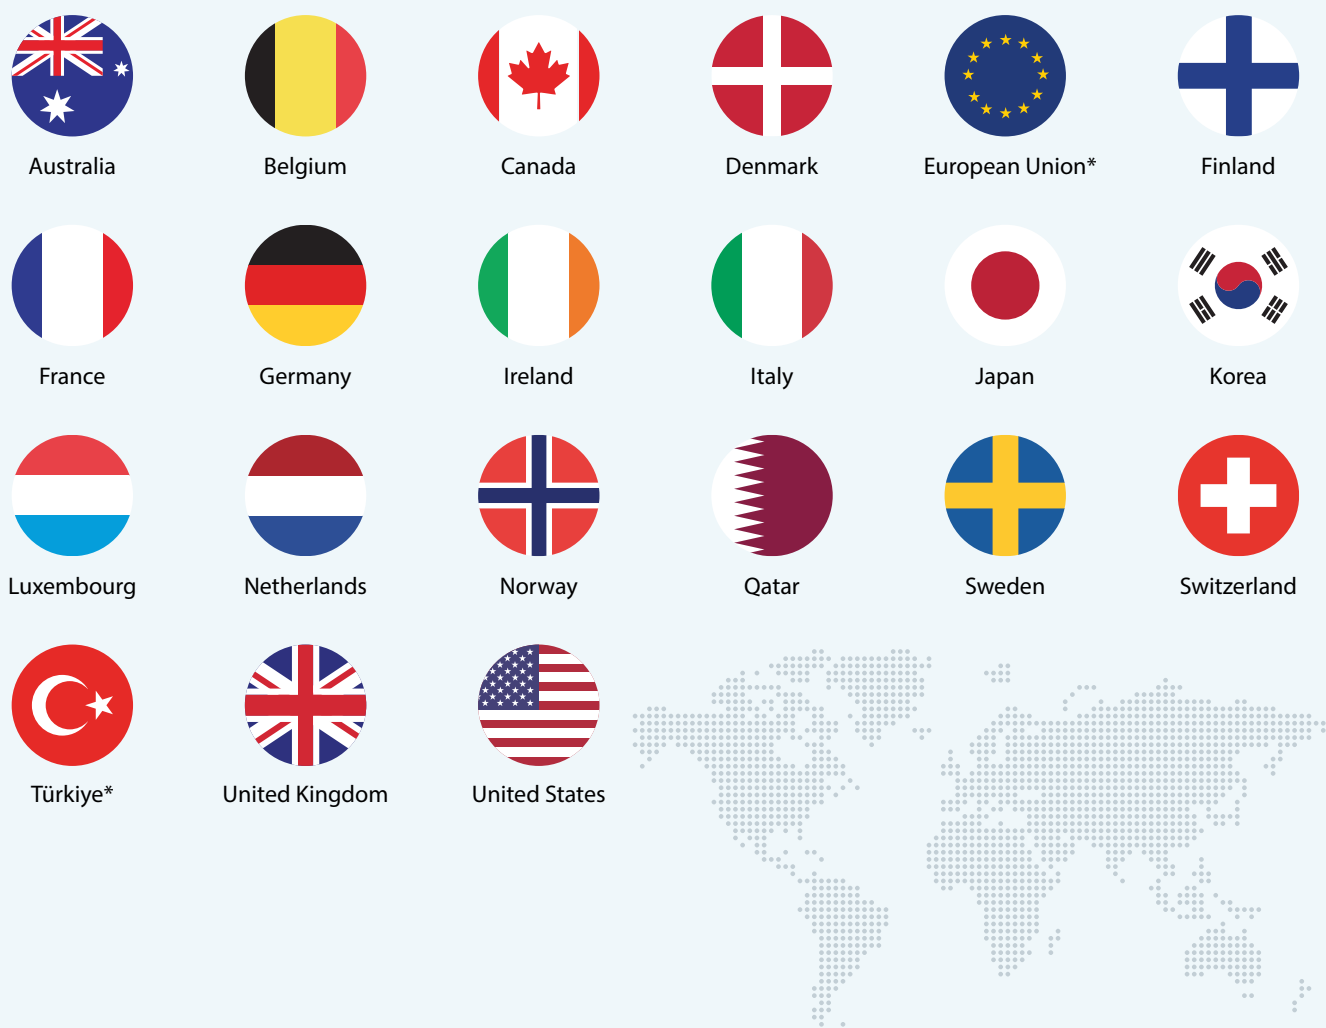 Australia
Belgium
Canada
Denmark
European Union*
Finland
France
Germany
Ireland
Italy
Japan
Korea
Luxembourg
Netherlands
Norway
Qatar
Sweden
Switzerland
Türkiye*
United Kingdom
United States